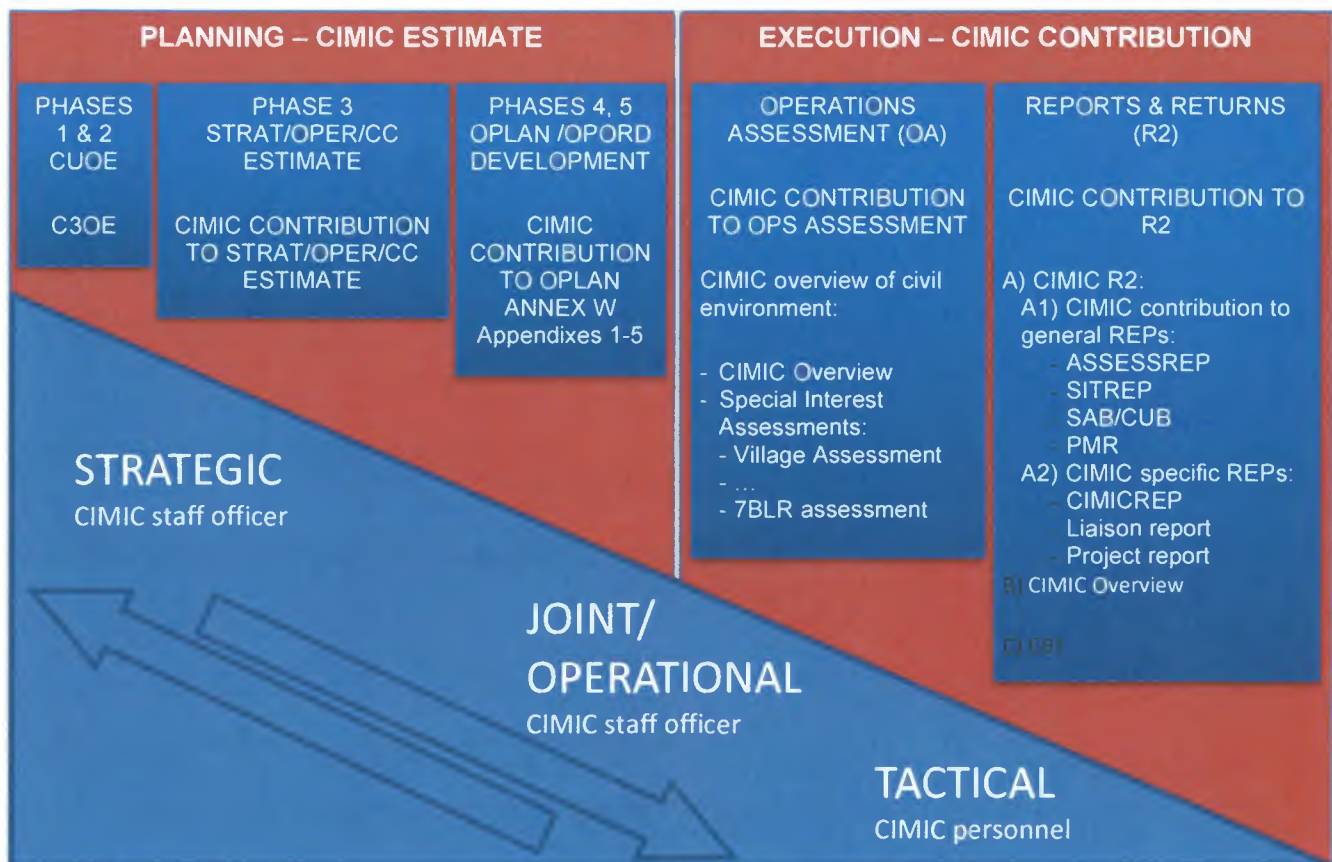 PLANNING – CIMIC ESTIMATE
PHASES
1 & 2
CUOE
C3OE
PHASE 3
STRAT/OPER/CC
ESTIMATE
CIMIC CONTRIBUTION
TO STRAT/OPER/CC
ESTIMATE
PHASES 4, 5
OPLAN /OPORD
DEVELOPMENT
CIMIC
CONTRIBUTION
TO OPLAN
ANNEX W
Appendixes 1-5
EXECUTION – CIMIC CONTRIBUTION
OPERATIONS
ASSESSMENT (OA)
CIMIC CONTRIBUTION
TO OPS ASSESSMENT
CIMIC overview of civil
environment:
- CIMIC Overview
- Special Interest
Assessments:
- Village Assessment
- ...
- 7BLR assessment
REPORTS & RETURNS
(R2)
CIMIC CONTRIBUTION TO
R2
A) CIMIC R2:
A1) CIMIC contribution to
general REPs:
- ASSESSREP
- SITREP
- SAB/CUB
- PMR
A2) CIMIC specific REPs:
- CIMICREP
- Liaison report
- Project report
B) CIMIC Overview
STRATEGIC
CIMIC staff officer
JOINT/
OPERATIONAL
CIMIC staff officer
TACTICAL
CIMIC personnel